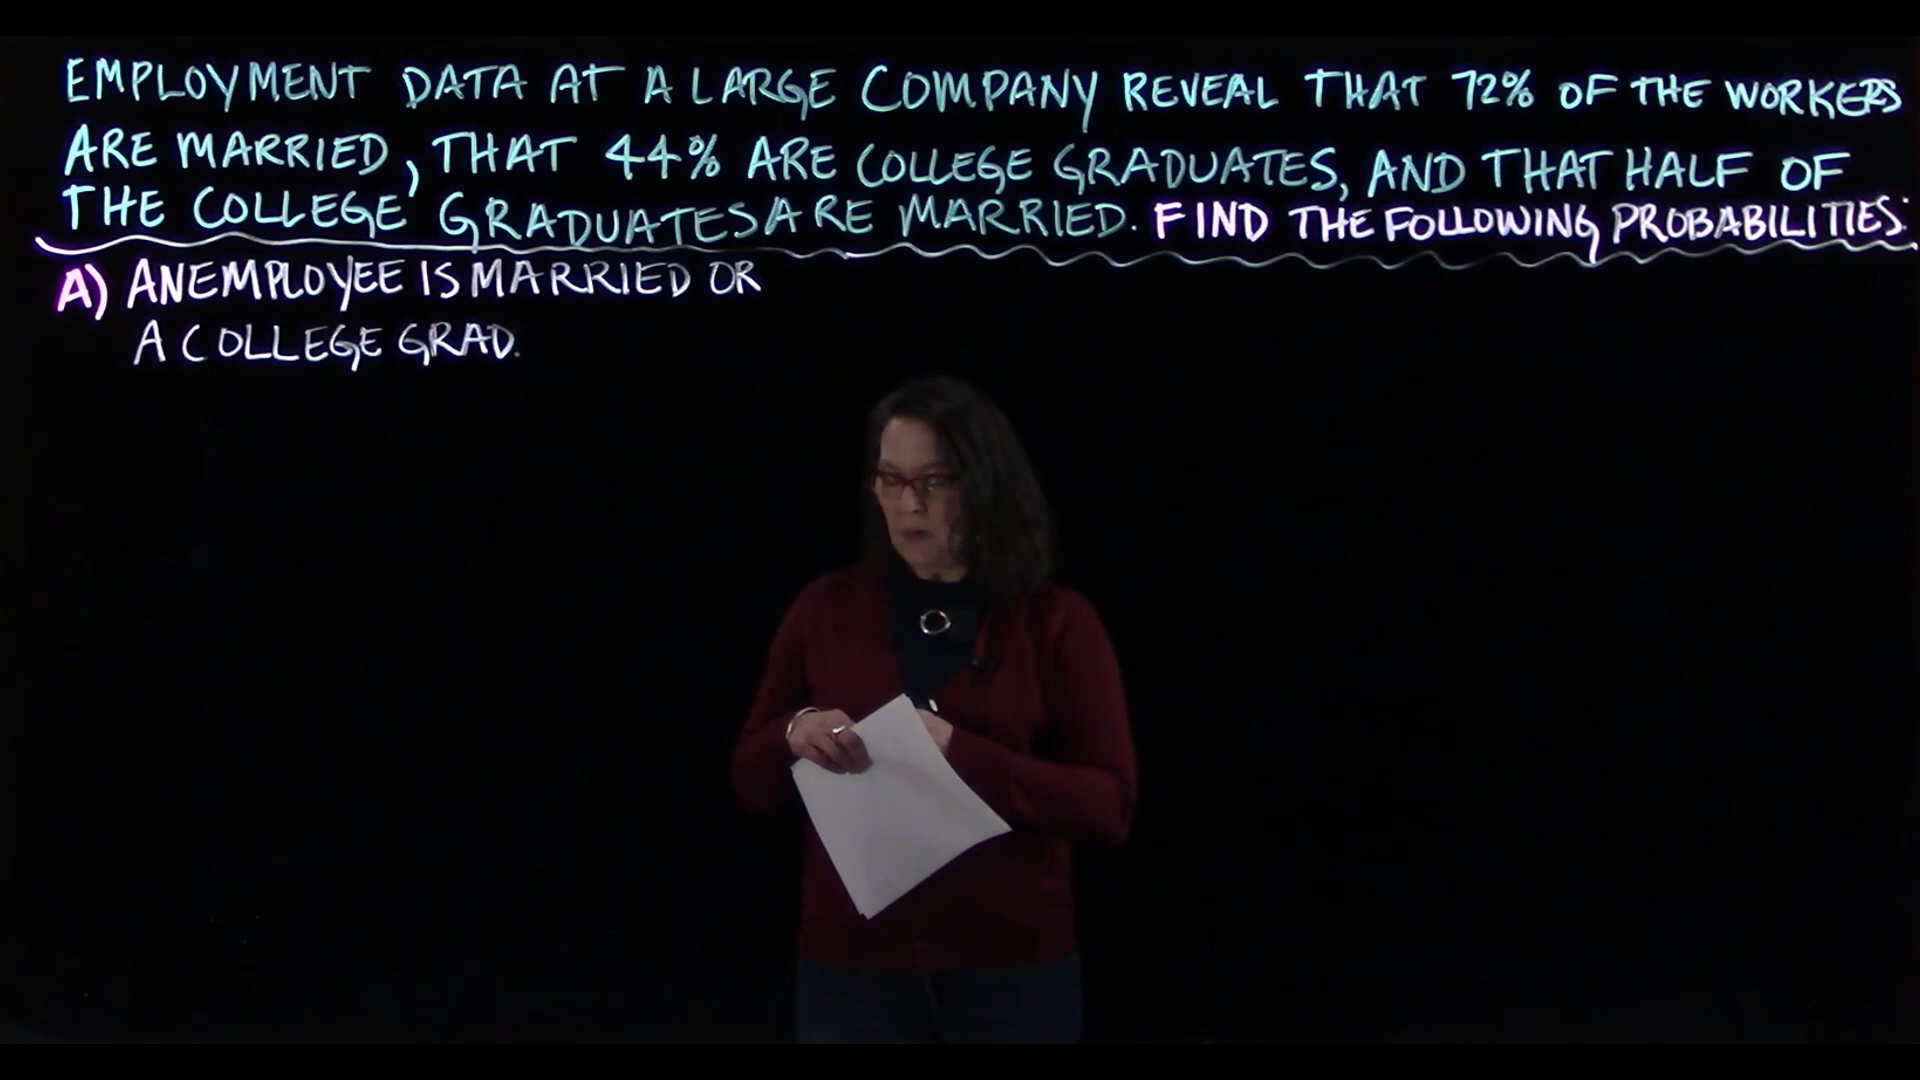 EMPLOYMENT DATA AT A LARGE COMPANY REVEAL THAT 72% OF THE WORKERS
ARE MARRIED, THAT 44% ARE COLLEGE GRADUATES, AND THAT HALF OF
THE COLLEGE GRADUATES ARE MARRIED. FIND THE FOLLOWING PROBABILITIES:
A) AN EMPLOYEE IS MARRIED OR
A COLLEGE GRAD.